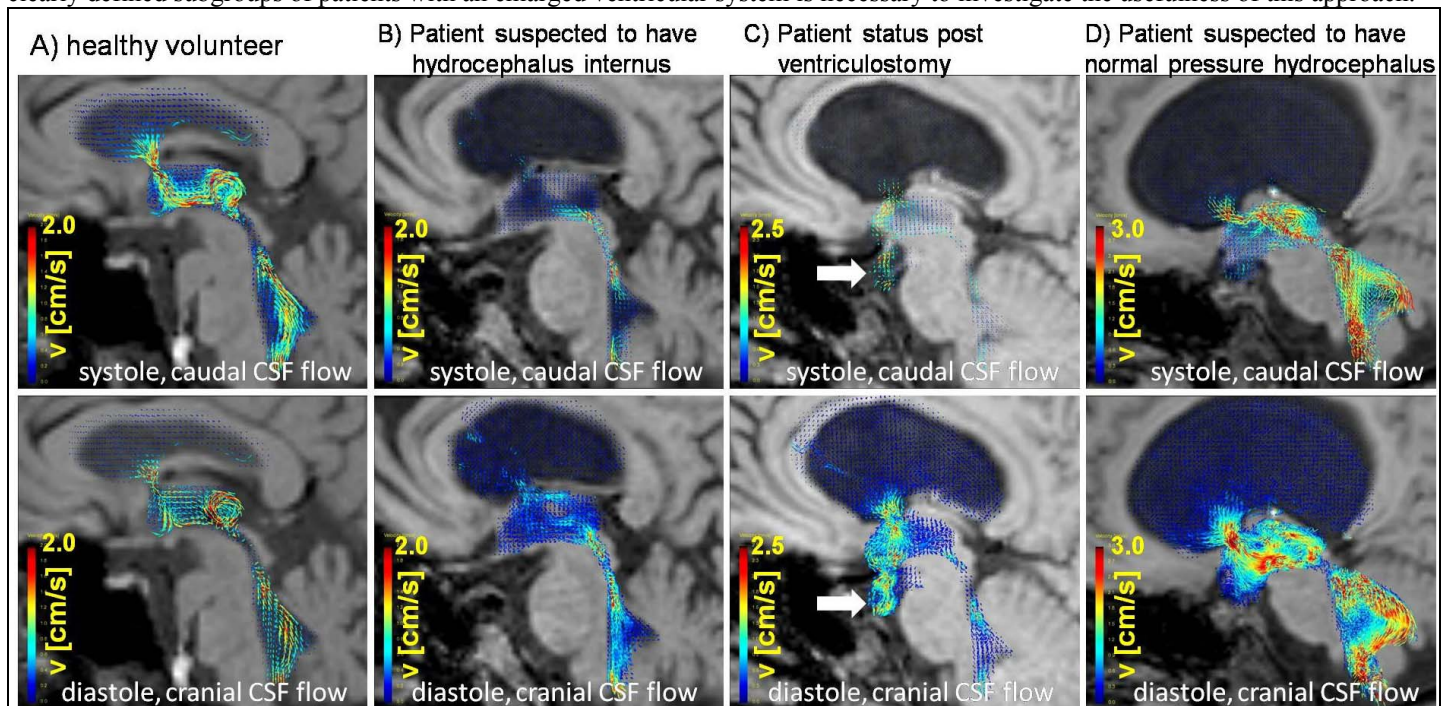 clearly defined subgroups of patients with an enlarged ventricular system is necessary to investigate the usefulness of this approach.
A) healthy volunteer
B) Patient suspected to have
hydrocephalus internus
C) Patient status post
ventriculostomy
D) Patient suspected to have
normal pressure hydrocephalus
2.0
v [cm/s]
systole, caudal CSF flow
2.0
v [cm/s]
systole, caudal CSF flow
2.5
v [cm/s]
systole, caudal CSF flow
3.0
v [cm/s]
systole, caudal CSF flow
2.0
v [cm/s]
diastole, cranial CSF flow
2.0
v [cm/s]
diastole, cranial CSF flow
2.5
v [cm/s]
diastole, cranial CSF flow
3.0
v [cm/s]
diastole, cranial CSF flow